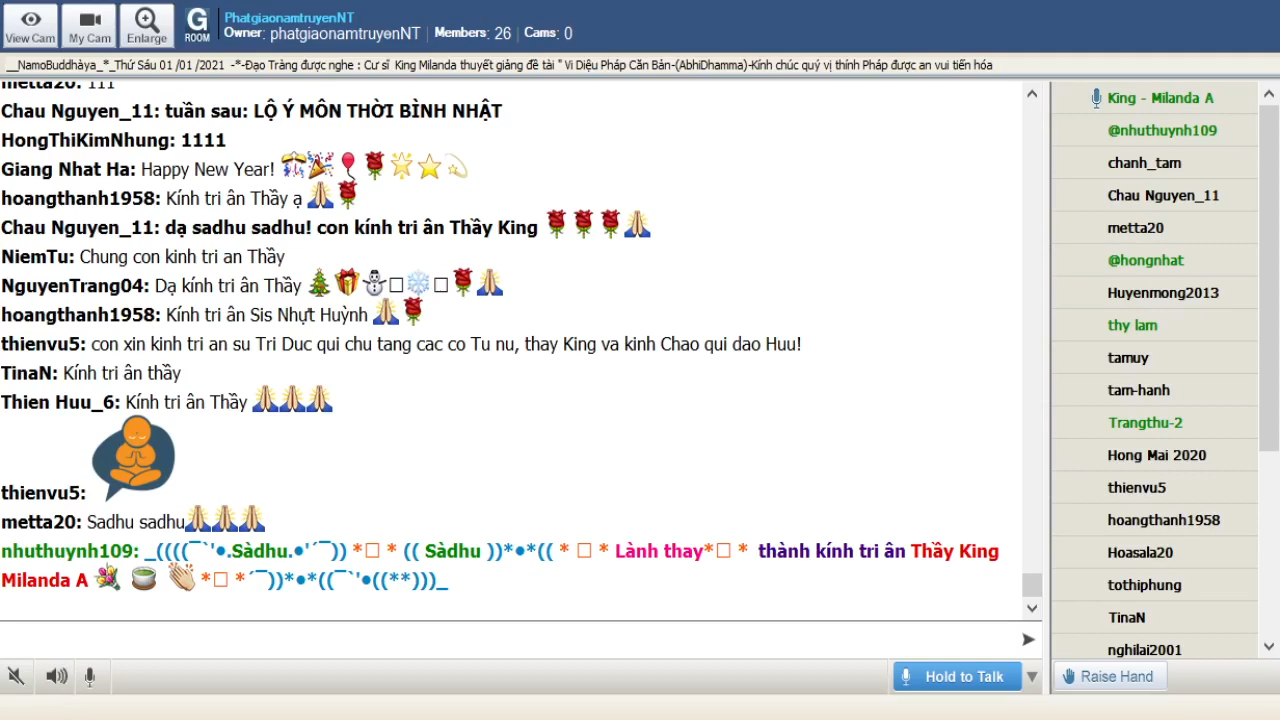 View Cam
My Cam
Enlarge
G
ROOM
PhatgiaonamtruyenNT
Owner: phatgiaonamtruyenNT | Members: 26 | Cams: 0
__NamoBuddhàya_*_Thứ Sáu 01 /01 /2021 -*-Đạo Tràng được nghe : Cư sĩ King Milanda thuyết giảng đề tài " Vi Diệu Pháp Căn Bản-(AbhiDhamma)-Kính chúc quý vị thính Pháp được an vui tiến hóa
metta20: 111
Chau Nguyen_11: tuần sau: LỘ Ý MÔN THỜI BÌNH NHẬT
HongThiKimNhung: 1111
Giang Nhat Ha: Happy New Year! 🎊🎉🎈🌹🌟⭐💫
hoangthanh1958: Kính tri ân Thầy ạ 🙏🌹
Chau Nguyen_11: dạ sadhu sadhu! con kính tri ân Thầy King 🌹🌹🌹🙏
NiemTu: Chung con kinh tri an Thầy
NguyenTrang04: Dạ kính tri ân Thầy 🎄🎁⛄□❄□🌹🙏
hoangthanh1958: Kính tri ân Sis Nhựt Huỳnh 🙏🌹
thienvu5: con xin kinh tri an su Tri Duc qui chu tang cac co Tu nu, thay King va kinh Chao qui dao Huu!
TinaN: Kính tri ân thầy
Thien Huu_6: Kính tri ân Thầy 🙏🙏🙏
thienvu5:
metta20: Sadhu sadhu🙏🙏🙏
nhuthuynh109: _((((¯`'•.Sàdhu.•'´¯)) *□ * (( Sàdhu ))*•*(( * □ * Lành thay*□ * thành kính tri ân Thầy King
Milanda A 💐 🍵 👏 *□ *´¯))*•*((¯`'•((**)))_
King - Milanda A
@nhuthuynh109
chanh_tam
Chau Nguyen_11
metta20
@hongnhat
Huyenmong2013
thy lam
tamuy
tam-hanh
Trangthu-2
Hong Mai 2020
thienvu5
hoangthanh1958
Hoasala20
tothiphung
TinaN
nghilai2001
Hold to Talk
Raise Hand